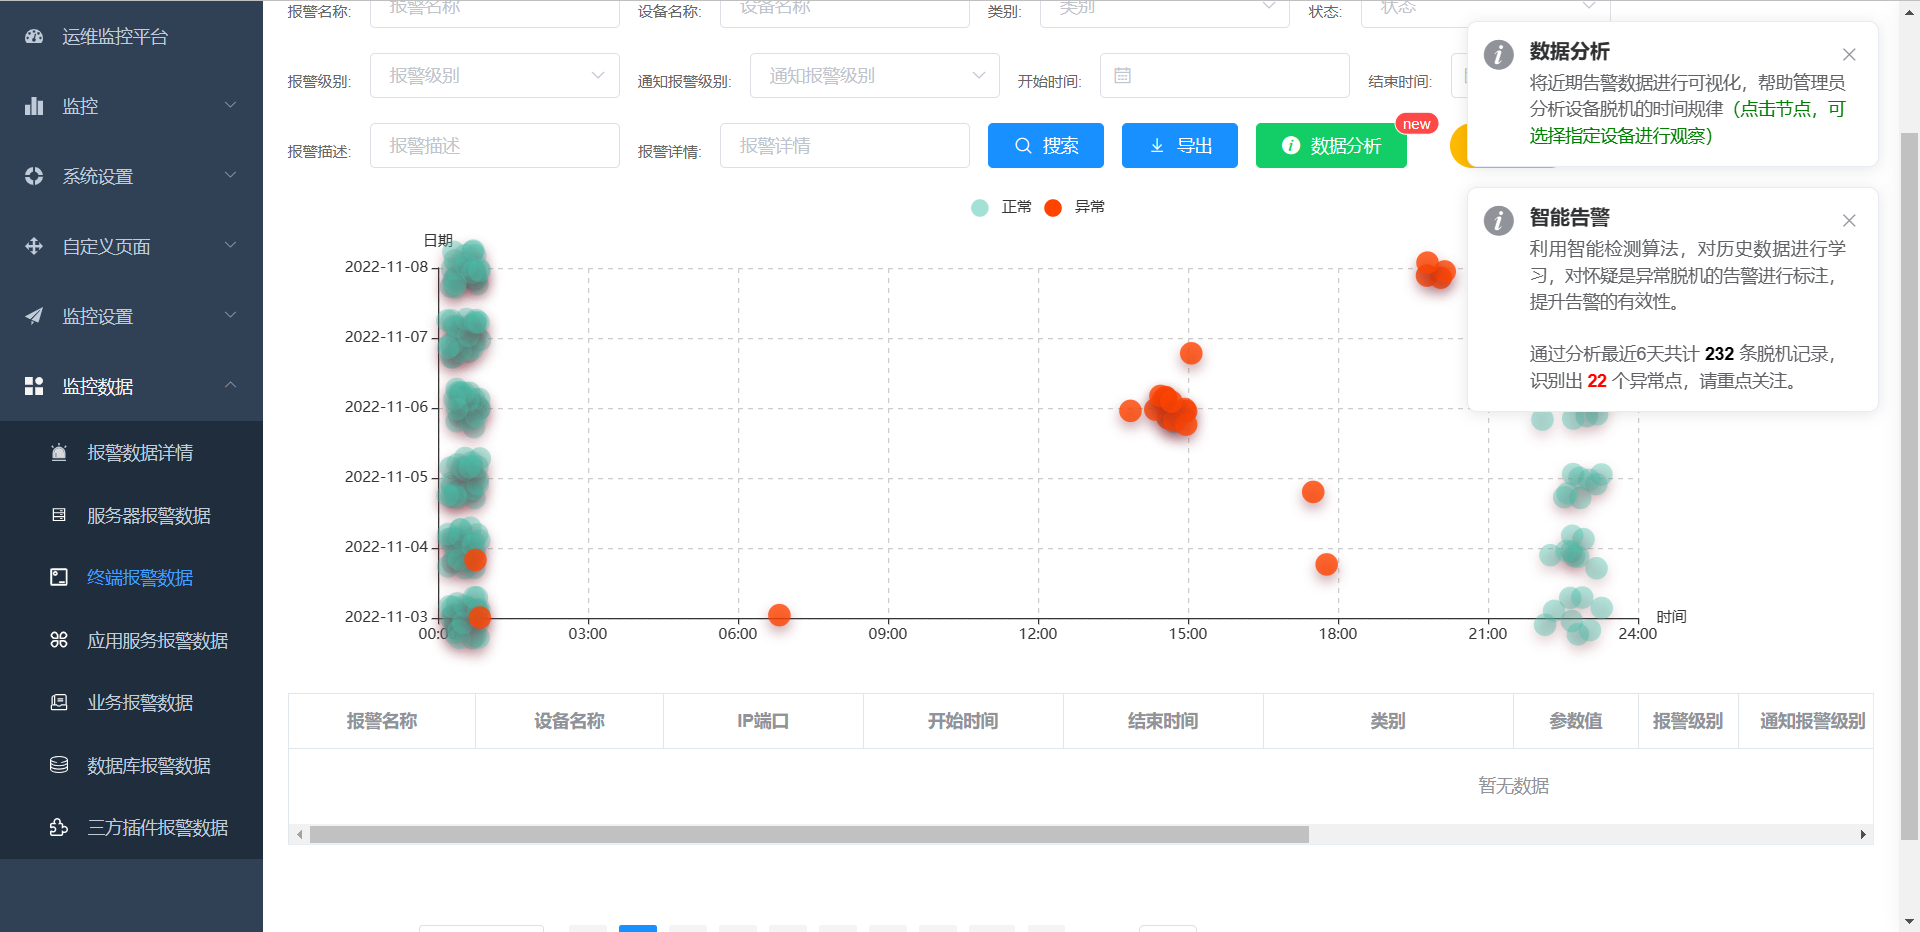 运维监控平台
监控
系统设置
自定义页面
监控设置
监控数据
报警数据详情
服务器报警数据
终端报警数据
应用服务报警数据
业务报警数据
数据库报警数据
三方插件报警数据
报警名称: 报警名称 设备名称: 设备名称 类别: 类别 状态: 状态
报警级别: 报警级别 通知报警级别: 通知报警级别 开始时间: 结束时间:
报警描述: 报警描述 报警详情: 报警详情 搜索 导出 数据分析 new
数据分析
将近期告警数据进行可视化，帮助管理员
分析设备脱机的时间规律（点击节点，可
选择指定设备进行观察）
智能告警
利用智能检测算法，对历史数据进行学
习，对怀疑是异常脱机的告警进行标注，
提升告警的有效性。
通过分析最近6天共计 232 条脱机记录，
识别出 22 个异常点，请重点关注。
正常 异常
日期
2022-11-08
2022-11-07
2022-11-06
2022-11-05
2022-11-04
2022-11-03
时间
00:0 03:00 06:00 09:00 12:00 15:00 18:00 21:00 24:00
报警名称 设备名称 IP端口 开始时间 结束时间 类别 参数值 报警级别 通知报警级别
暂无数据